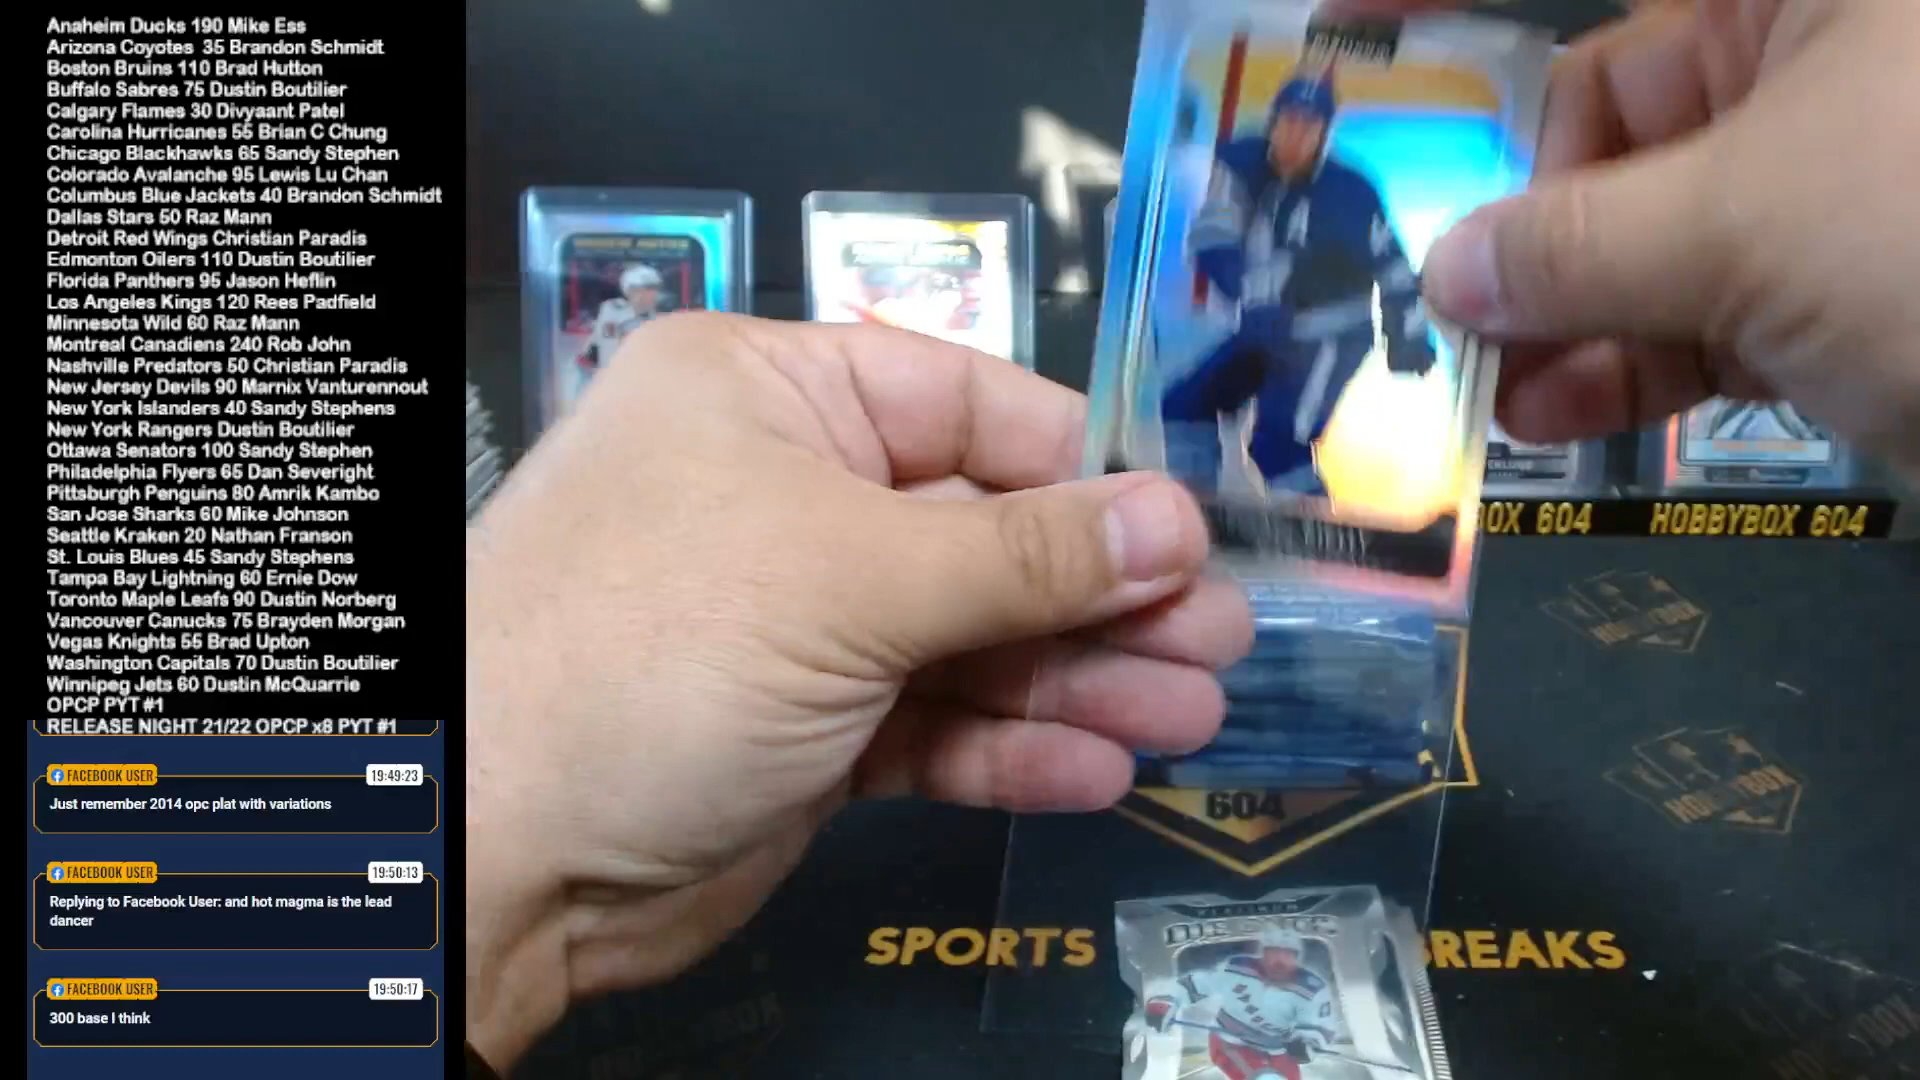 Anaheim Ducks 190 Mike Ess
Arizona Coyotes 35 Brandon Schmidt
Boston Bruins 110 Brad Hutton
Buffalo Sabres 75 Dustin Boutilier
Calgary Flames 30 Divyaant Patel
Carolina Hurricanes 55 Brian C Chung
Chicago Blackhawks 65 Sandy Stephen
Colorado Avalanche 95 Lewis Lu Chan
Columbus Blue Jackets 40 Brandon Schmidt
Dallas Stars 50 Raz Mann
Detroit Red Wings Christian Paradis
Edmonton Oilers 110 Dustin Boutilier
Florida Panthers 95 Jason Heflin
Los Angeles Kings 120 Rees Padfield
Minnesota Wild 60 Raz Mann
Montreal Canadiens 240 Rob John
Nashville Predators 50 Christian Paradis
New Jersey Devils 90 Marnix Vanturennout
New York Islanders 40 Sandy Stephens
New York Rangers Dustin Boutilier
Ottawa Senators 100 Sandy Stephen
Philadelphia Flyers 65 Dan Severight
Pittsburgh Penguins 80 Amrik Kambo
San Jose Sharks 60 Mike Johnson
Seattle Kraken 20 Nathan Franson
St. Louis Blues 45 Sandy Stephens
Tampa Bay Lightning 60 Ernie Dow
Toronto Maple Leafs 90 Dustin Norberg
Vancouver Canucks 75 Brayden Morgan
Vegas Knights 55 Brad Upton
Washington Capitals 70 Dustin Boutilier
Winnipeg Jets 60 Dustin McQuarrie
OPCP PYT #1
RELEASE NIGHT 21/22 OPCP x8 PYT #1
FACEBOOK USER 19:49:23
Just remember 2014 opc plat with variations
FACEBOOK USER 19:50:13
Replying to Facebook User: and hot magma is the lead
dancer
FACEBOOK USER 19:50:17
300 base I think
BOX 604
HOBBYBOX 604
604
SPORTS
BREAKS